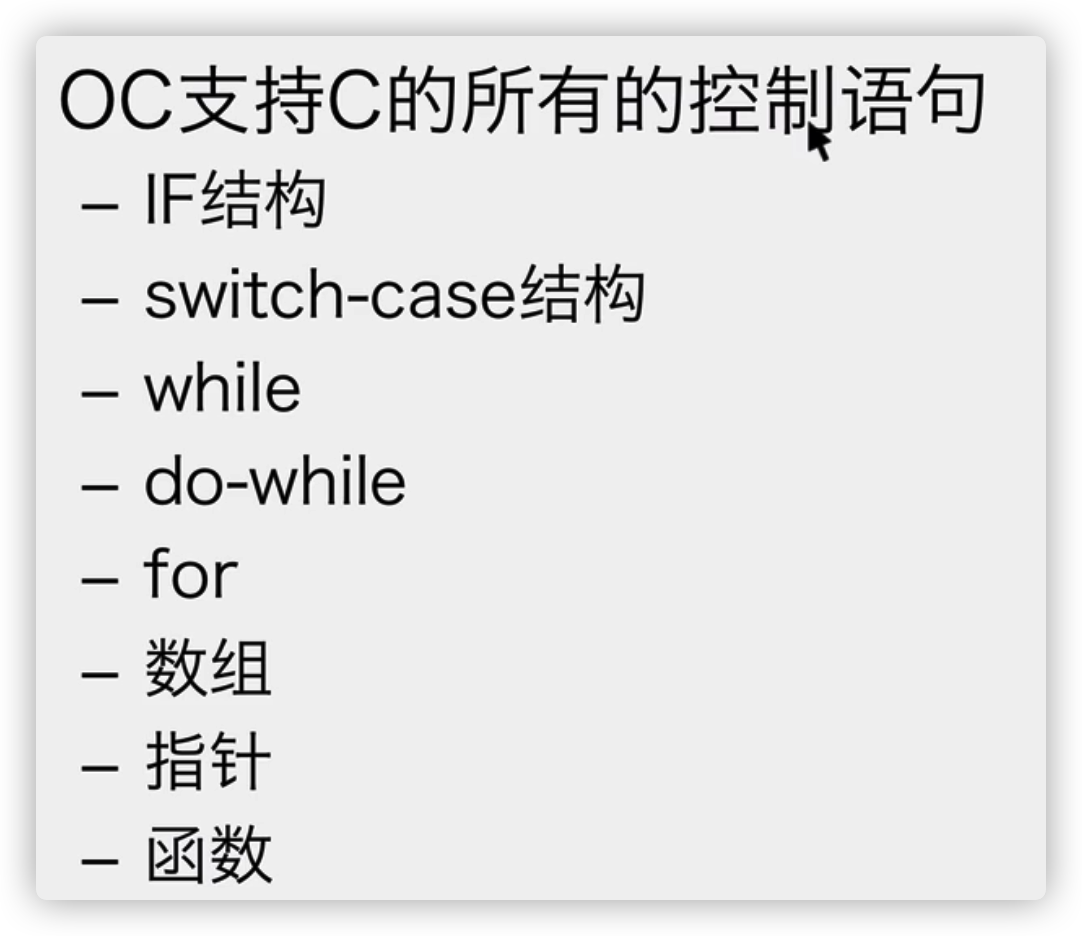 OC支持C的所有的控制语句
– IF结构
– switch-case结构
– while
– do-while
– for
– 数组
– 指针
– 函数